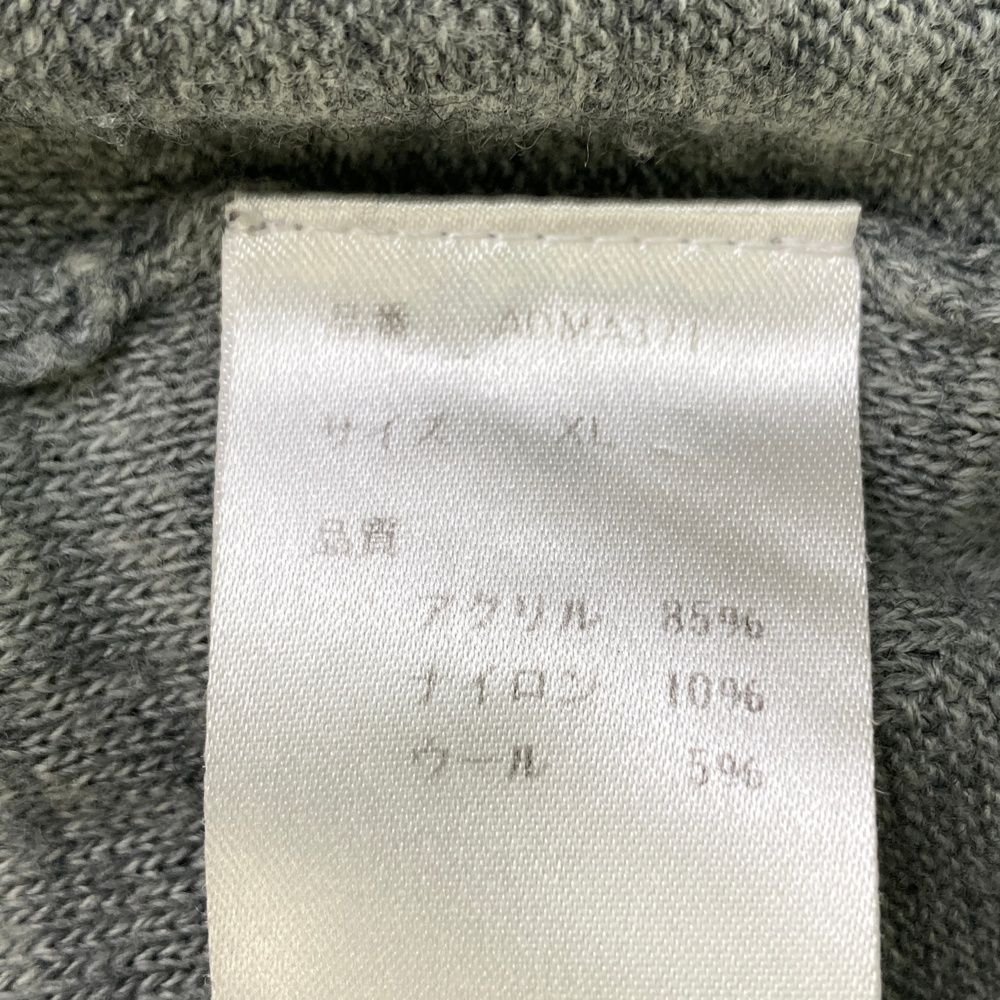 品番
サイズ XL
品質
アクリル 85%
ナイロン 10%
ウール 5%